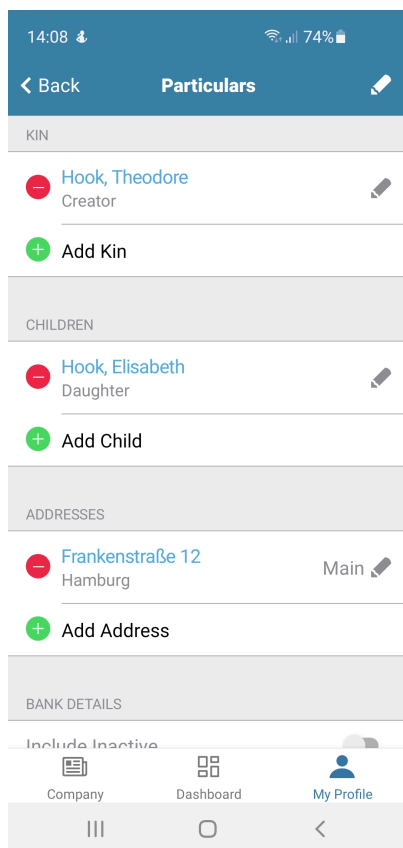 14:08 74%
Back Particulars
KIN
Hook, Theodore
Creator
Add Kin
CHILDREN
Hook, Elisabeth
Daughter
Add Child
ADDRESSES
Frankenstraße 12
Hamburg
Main
Add Address
BANK DETAILS
Include Inactive
Company Dashboard My Profile